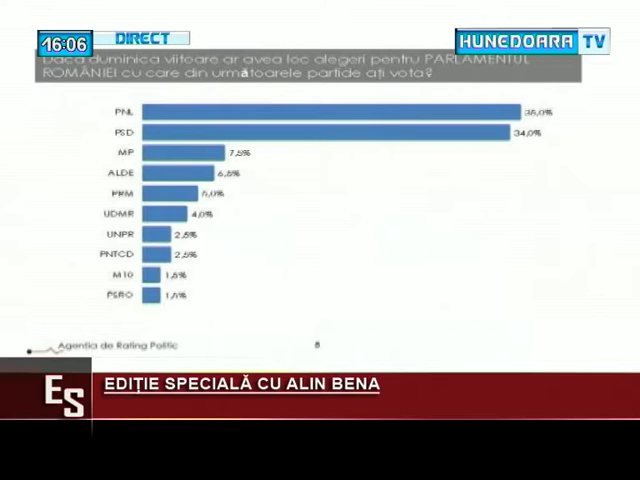 16:06 DIRECT
HUNEDOARA TV
Dacă duminica viitoare ar avea loc alegeri pentru PARLAMENTUL
ROMÂNIEI cu care din următoarele partide ați vota?
PNL 35,0%
PSD 34,0%
MP 7,5%
ALDE 6,5%
PRM 5,0%
UDMR 4,0%
UNPR 2,5%
PNTCD 2,5%
M10 1,5%
PSRO 1,5%
Agentia de Rating Politic
5
ES
EDIȚIE SPECIALĂ CU ALIN BENA